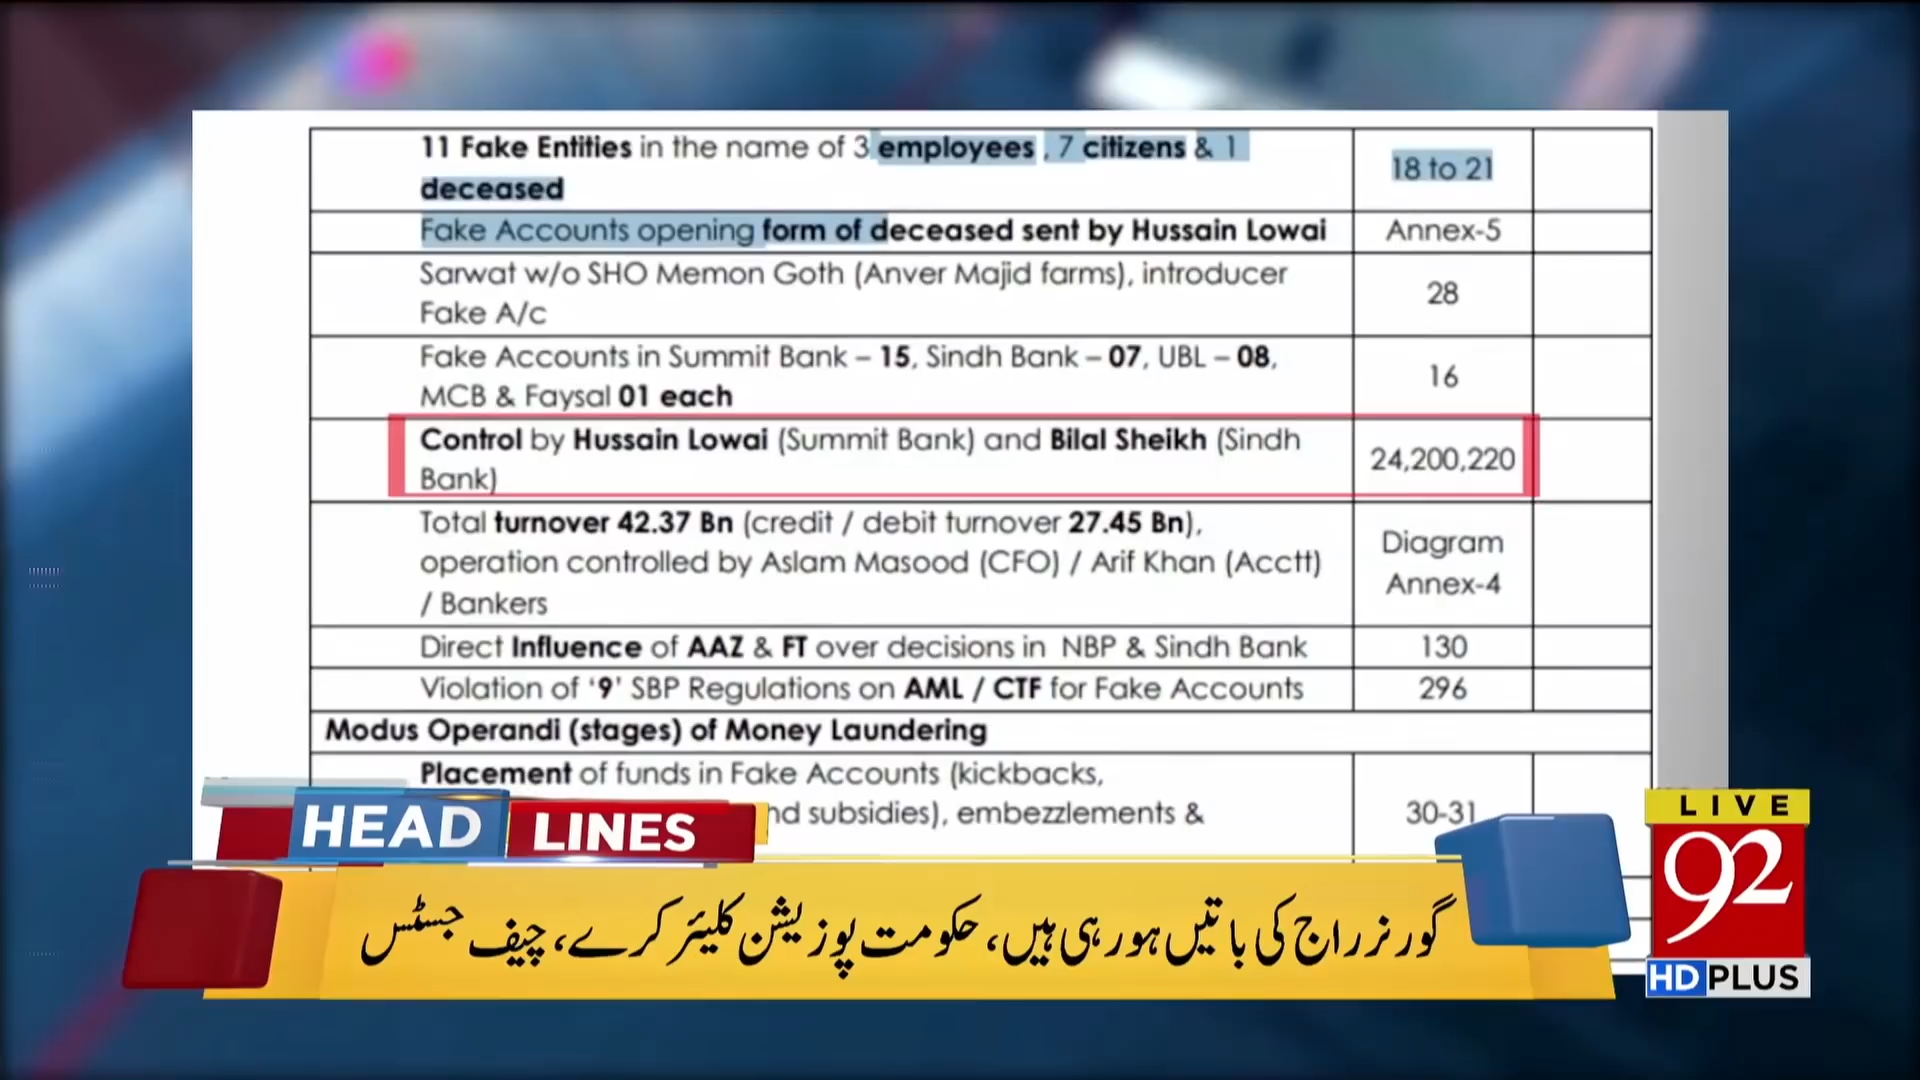 11 Fake Entities in the name of 3 employees , 7 citizens & 1
deceased
18 to 21
Fake Accounts opening form of deceased sent by Hussain Lowai
Annex-5
Sarwat w/o SHO Memon Goth (Anver Majid farms), introducer
Fake A/c
28
Fake Accounts in Summit Bank – 15, Sindh Bank – 07, UBL – 08,
MCB & Faysal 01 each
16
Control by Hussain Lowai (Summit Bank) and Bilal Sheikh (Sindh
Bank)
24,200,220
Total turnover 42.37 Bn (credit / debit turnover 27.45 Bn),
operation controlled by Aslam Masood (CFO) / Arif Khan (Acctt)
/ Bankers
Diagram
Annex-4
Direct Influence of AAZ & FT over decisions in NBP & Sindh Bank
130
Violation of ‘9’ SBP Regulations on AML / CTF for Fake Accounts
296
Modus Operandi (stages) of Money Laundering
Placement of funds in Fake Accounts (kickbacks,
subsidies), embezzlements &
30-31
HEAD LINES
گورنر راج کی باتیں ہورہی ہیں، حکومت پوزیشن کلیئر کرے، چیف جسٹس
LIVE
92
HD PLUS